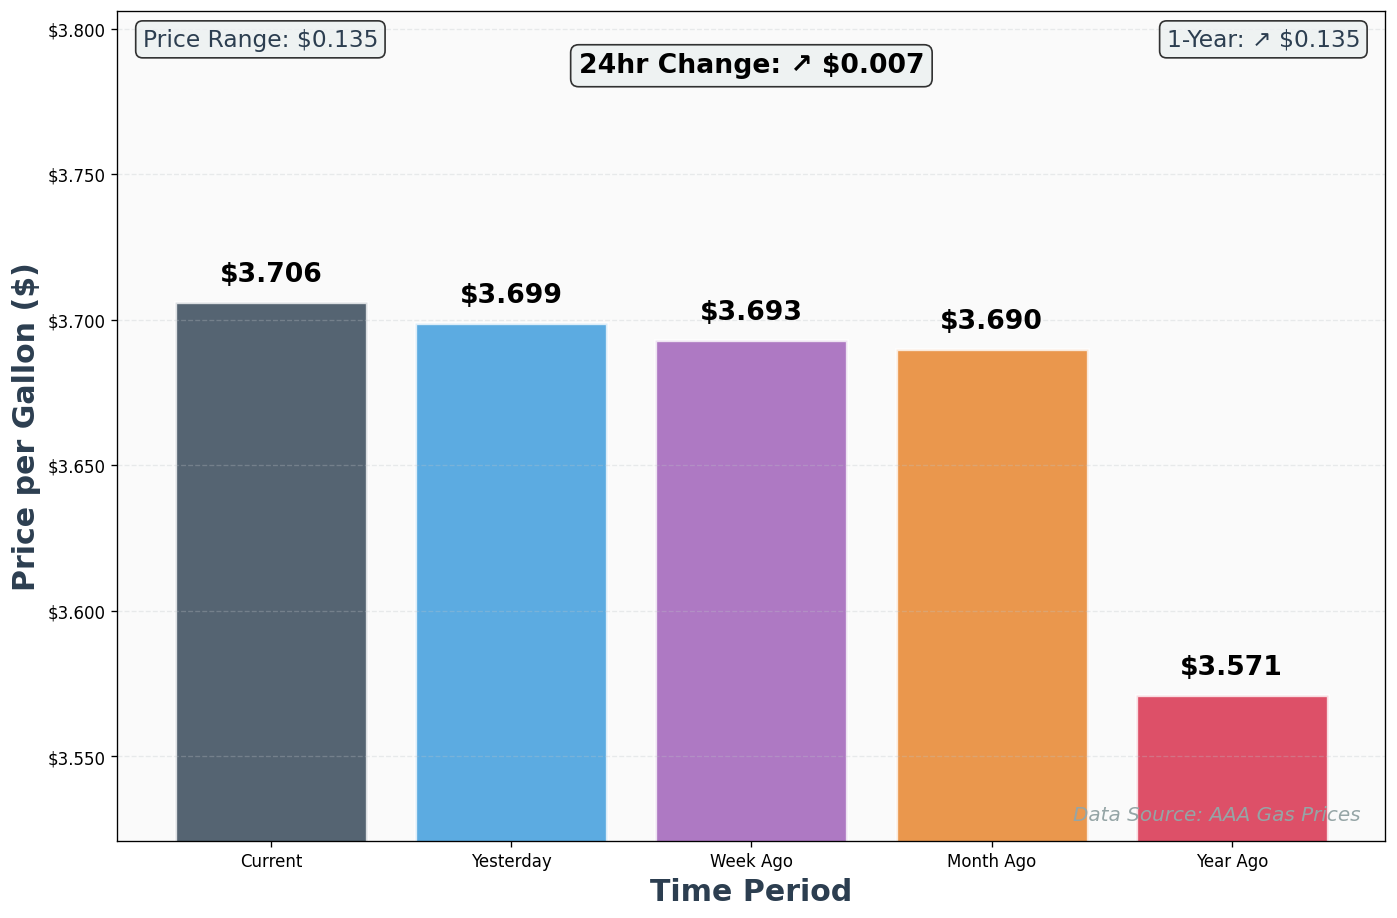 Price Range: $0.135
24hr Change: ↗ $0.007
1-Year: ↗ $0.135
Price per Gallon ($)
$3.800
$3.750
$3.700
$3.650
$3.600
$3.550
$3.706
$3.699
$3.693
$3.690
$3.571
Data Source: AAA Gas Prices
Current
Yesterday
Week Ago
Month Ago
Year Ago
Time Period